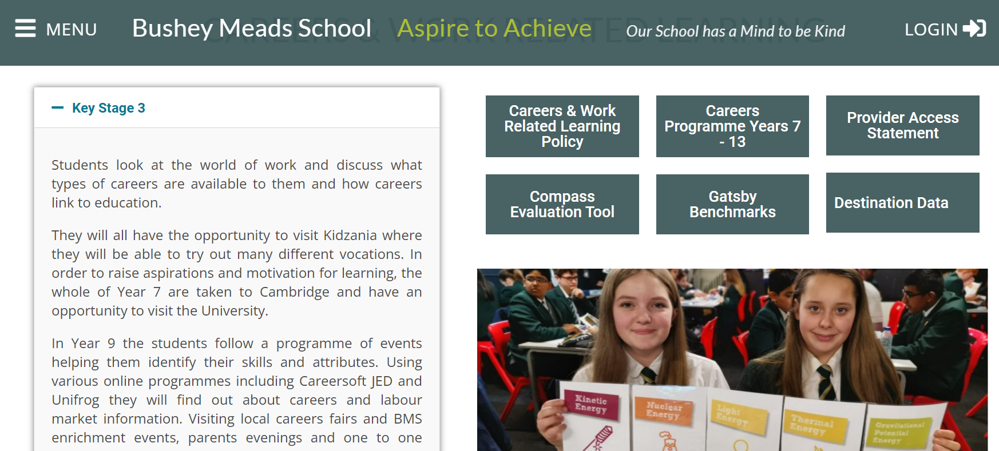 MENU
Bushey Meads School
Aspire to Achieve
Our School has a Mind to be Kind
LOGIN
CAREERS & WORK RELATED LEARNING
Key Stage 3
Students look at the world of work and discuss what
types of careers are available to them and how careers
link to education.
They will all have the opportunity to visit Kidzania where
they will be able to try out many different vocations. In
order to raise aspirations and motivation for learning, the
whole of Year 7 are taken to Cambridge and have an
opportunity to visit the University.
In Year 9 the students follow a programme of events
helping them identify their skills and attributes. Using
various online programmes including Careersoft JED and
Unifrog they will find out about careers and labour
market information. Visiting local careers fairs and BMS
enrichment events, parents evenings and one to one
Careers & Work
Related Learning
Policy
Careers
Programme Years 7
- 13
Provider Access
Statement
Compass
Evaluation Tool
Gatsby
Benchmarks
Destination Data
Kinetic
Energy
Nuclear
Energy
Light
Energy
Thermal
Energy
Gravitational
Potential
Energy